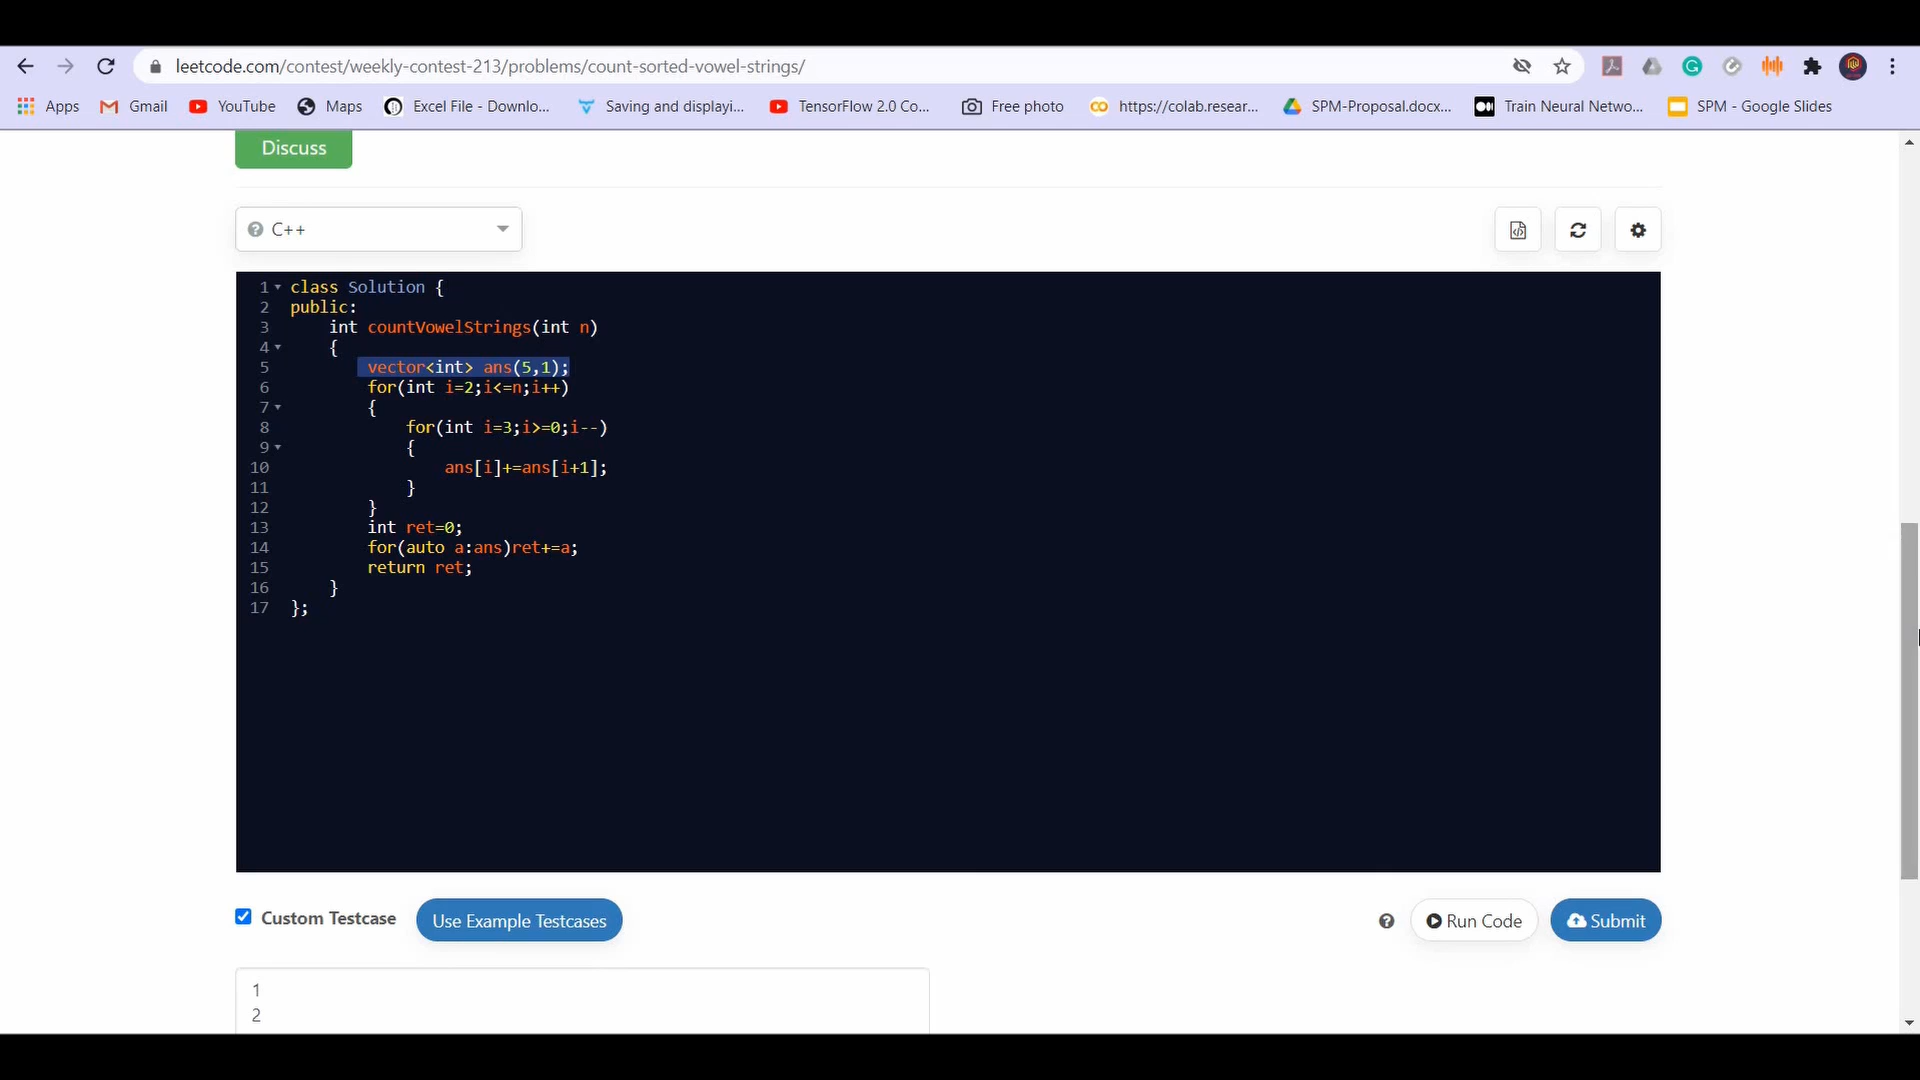 leetcode.com/contest/weekly-contest-213/problems/count-sorted-vowel-strings/
Apps Gmail YouTube Maps Excel File - Downlo... Saving and displayi... TensorFlow 2.0 Co... Free photo https://colab.resear... SPM-Proposal.docx... Train Neural Netwo... SPM - Google Slides
Discuss
C++
1 class Solution {
2 public:
3 int countVowelStrings(int n)
4 {
5 vector<int> ans(5,1);
6 for(int i=2;i<=n;i++)
7 {
8 for(int i=3;i>=0;i--)
9 {
10 ans[i]+=ans[i+1];
11 }
12 }
13 int ret=0;
14 for(auto a:ans)ret+=a;
15 return ret;
16 }
17 };
Custom Testcase Use Example Testcases Run Code Submit
1
2